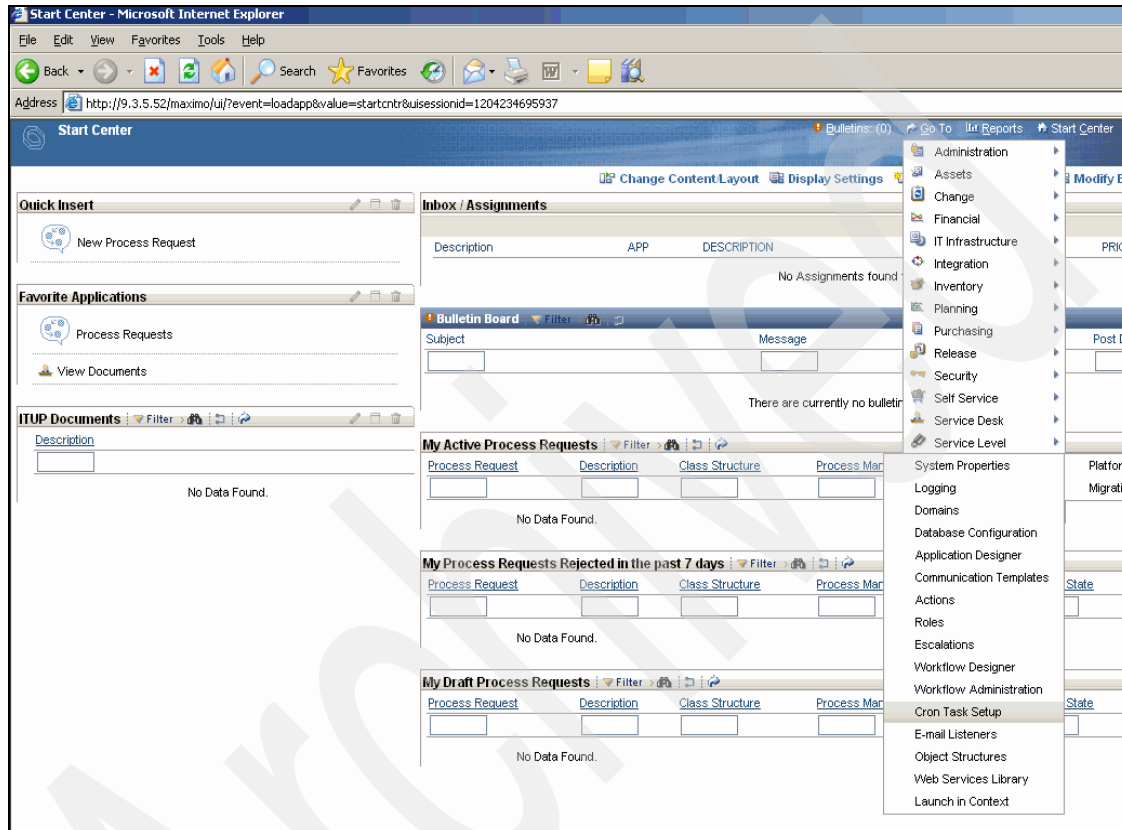 Start Center - Microsoft Internet Explorer
File Edit View Favorites Tools Help
Back Search Favorites
Address http://9.3.5.52/maximo/ui/?event=loadapp&value=startcntr&uisessionid=1204234695937
Start Center Bulletins: (0) Go To Reports Start Center
Change Content/Layout Display Settings Modify E
Administration
Assets
Change
Financial
IT Infrastructure
Integration
Inventory
Planning
Purchasing
Release
Security
Self Service
Service Desk
Service Level
System Properties Platfor
Logging Migrati
Domains
Database Configuration
Application Designer
Communication Templates
Actions
Roles
Escalations
Workflow Designer
Workflow Administration
Cron Task Setup
E-mail Listeners
Object Structures
Web Services Library
Launch in Context
Quick Insert
New Process Request
Favorite Applications
Process Requests
View Documents
ITUP Documents Filter
Description
No Data Found.
Inbox / Assignments
Description APP DESCRIPTION PRIC
No Assignments found
Bulletin Board Filter
Subject Message Post D
There are currently no bulletin
My Active Process Requests Filter
Process Request Description Class Structure Process Man
No Data Found.
My Process Requests Rejected in the past 7 days Filter
Process Request Description Class Structure Process Man State
No Data Found.
My Draft Process Requests Filter
Process Request Description Class Structure Process Man State
No Data Found.
Archived